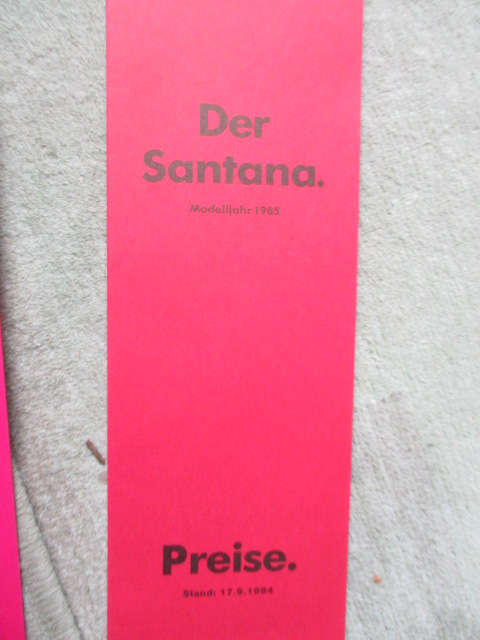 Der
Santana.
Modelljahr 1985
Preise.
Stand: 17.9.1984